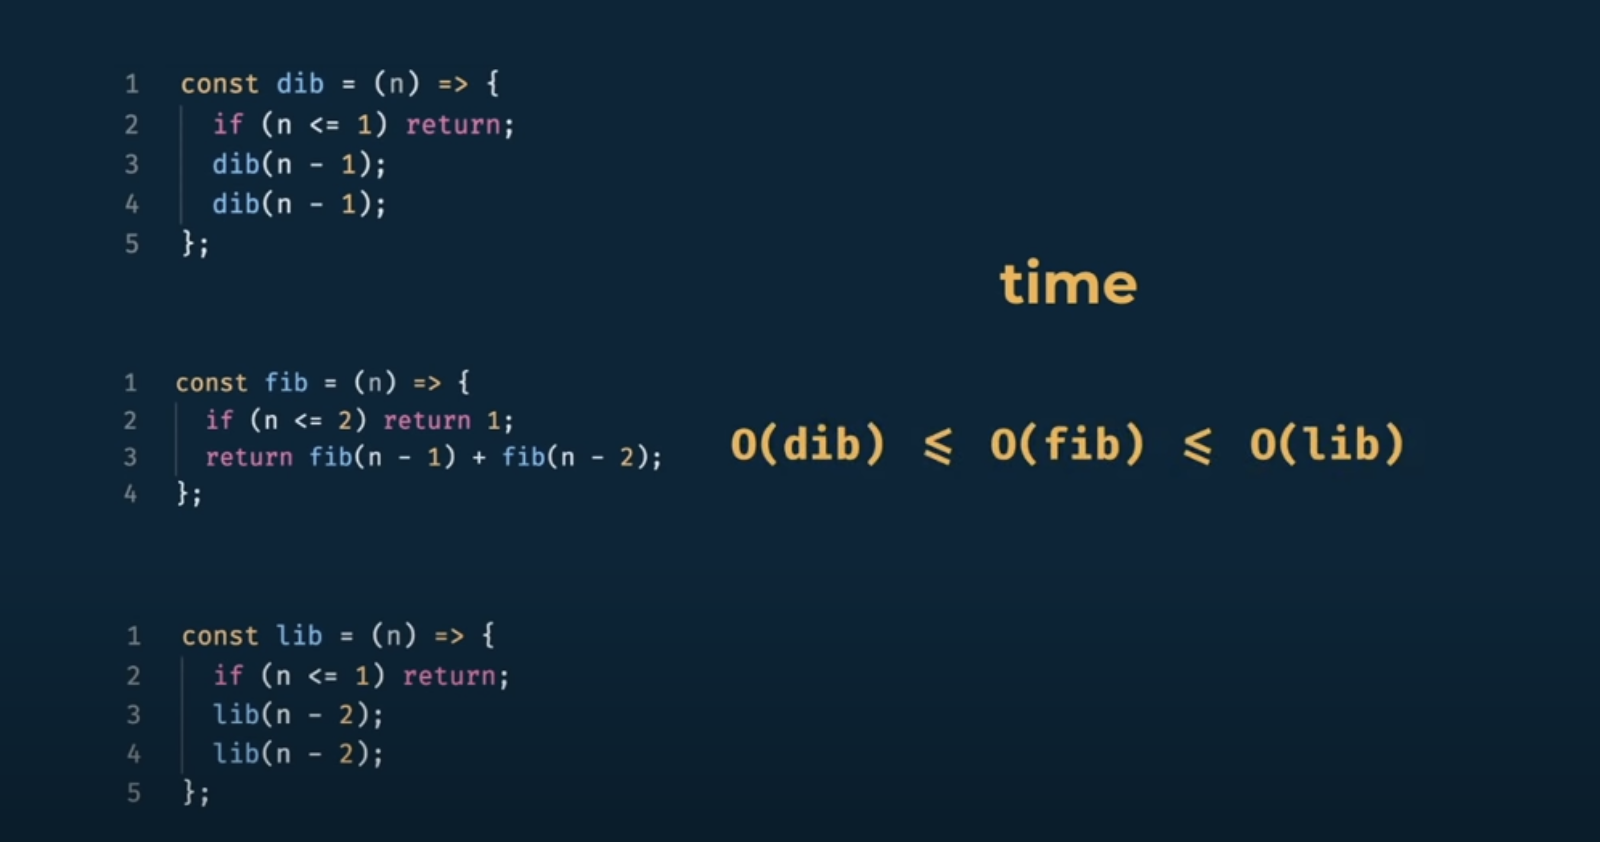 1 const dib = (n) => {
2 if (n <= 1) return;
3 dib(n - 1);
4 dib(n - 1);
5 };
time
1 const fib = (n) => {
2 if (n <= 2) return 1;
3 return fib(n - 1) + fib(n - 2);
4 };
O(dib) ⩽ O(fib) ⩽ O(lib)
1 const lib = (n) => {
2 if (n <= 1) return;
3 lib(n - 2);
4 lib(n - 2);
5 };